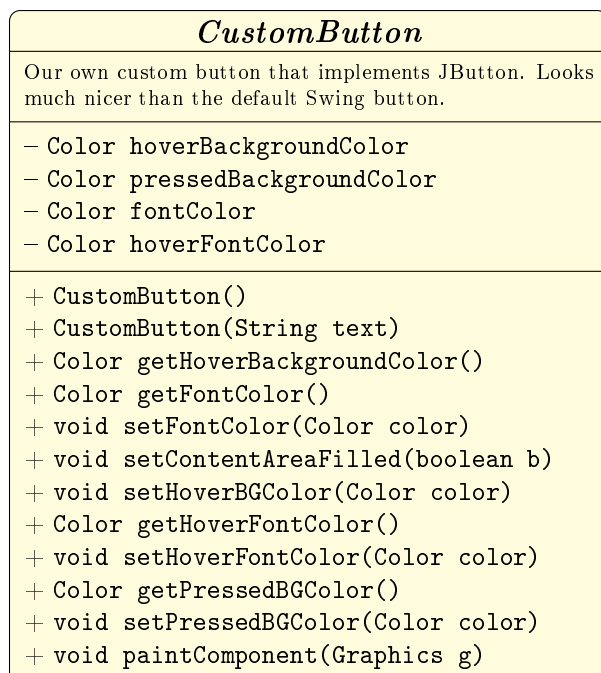 CustomButton
Our own custom button that implements JButton. Looks
much nicer than the default Swing button.
– Color hoverBackgroundColor
– Color pressedBackgroundColor
– Color fontColor
– Color hoverFontColor
+ CustomButton()
+ CustomButton(String text)
+ Color getHoverBackgroundColor()
+ Color getFontColor()
+ void setFontColor(Color color)
+ void setContentAreaFilled(boolean b)
+ void setHoverBGColor(Color color)
+ Color getHoverFontColor()
+ void setHoverFontColor(Color color)
+ Color getPressedBGColor()
+ void setPressedBGColor(Color color)
+ void paintComponent(Graphics g)